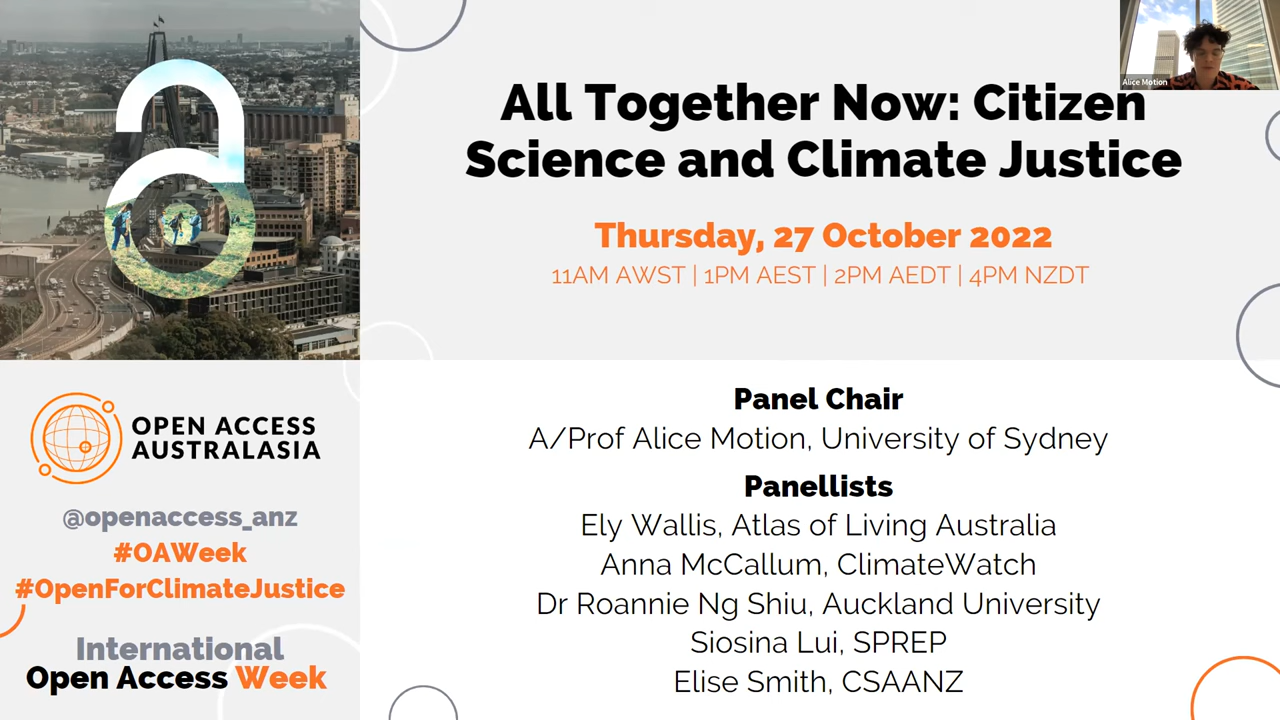 All Together Now: Citizen
Science and Climate Justice
Thursday, 27 October 2022
11AM AWST | 1PM AEST | 2PM AEDT | 4PM NZDT
Alice Motion
OPEN ACCESS
AUSTRALASIA
@openaccess_anz
#OAWeek
#OpenForClimateJustice
International
Open Access Week
Panel Chair
A/Prof Alice Motion, University of Sydney
Panellists
Ely Wallis, Atlas of Living Australia
Anna McCallum, ClimateWatch
Dr Roannie Ng Shiu, Auckland University
Siosina Lui, SPREP
Elise Smith, CSAANZ